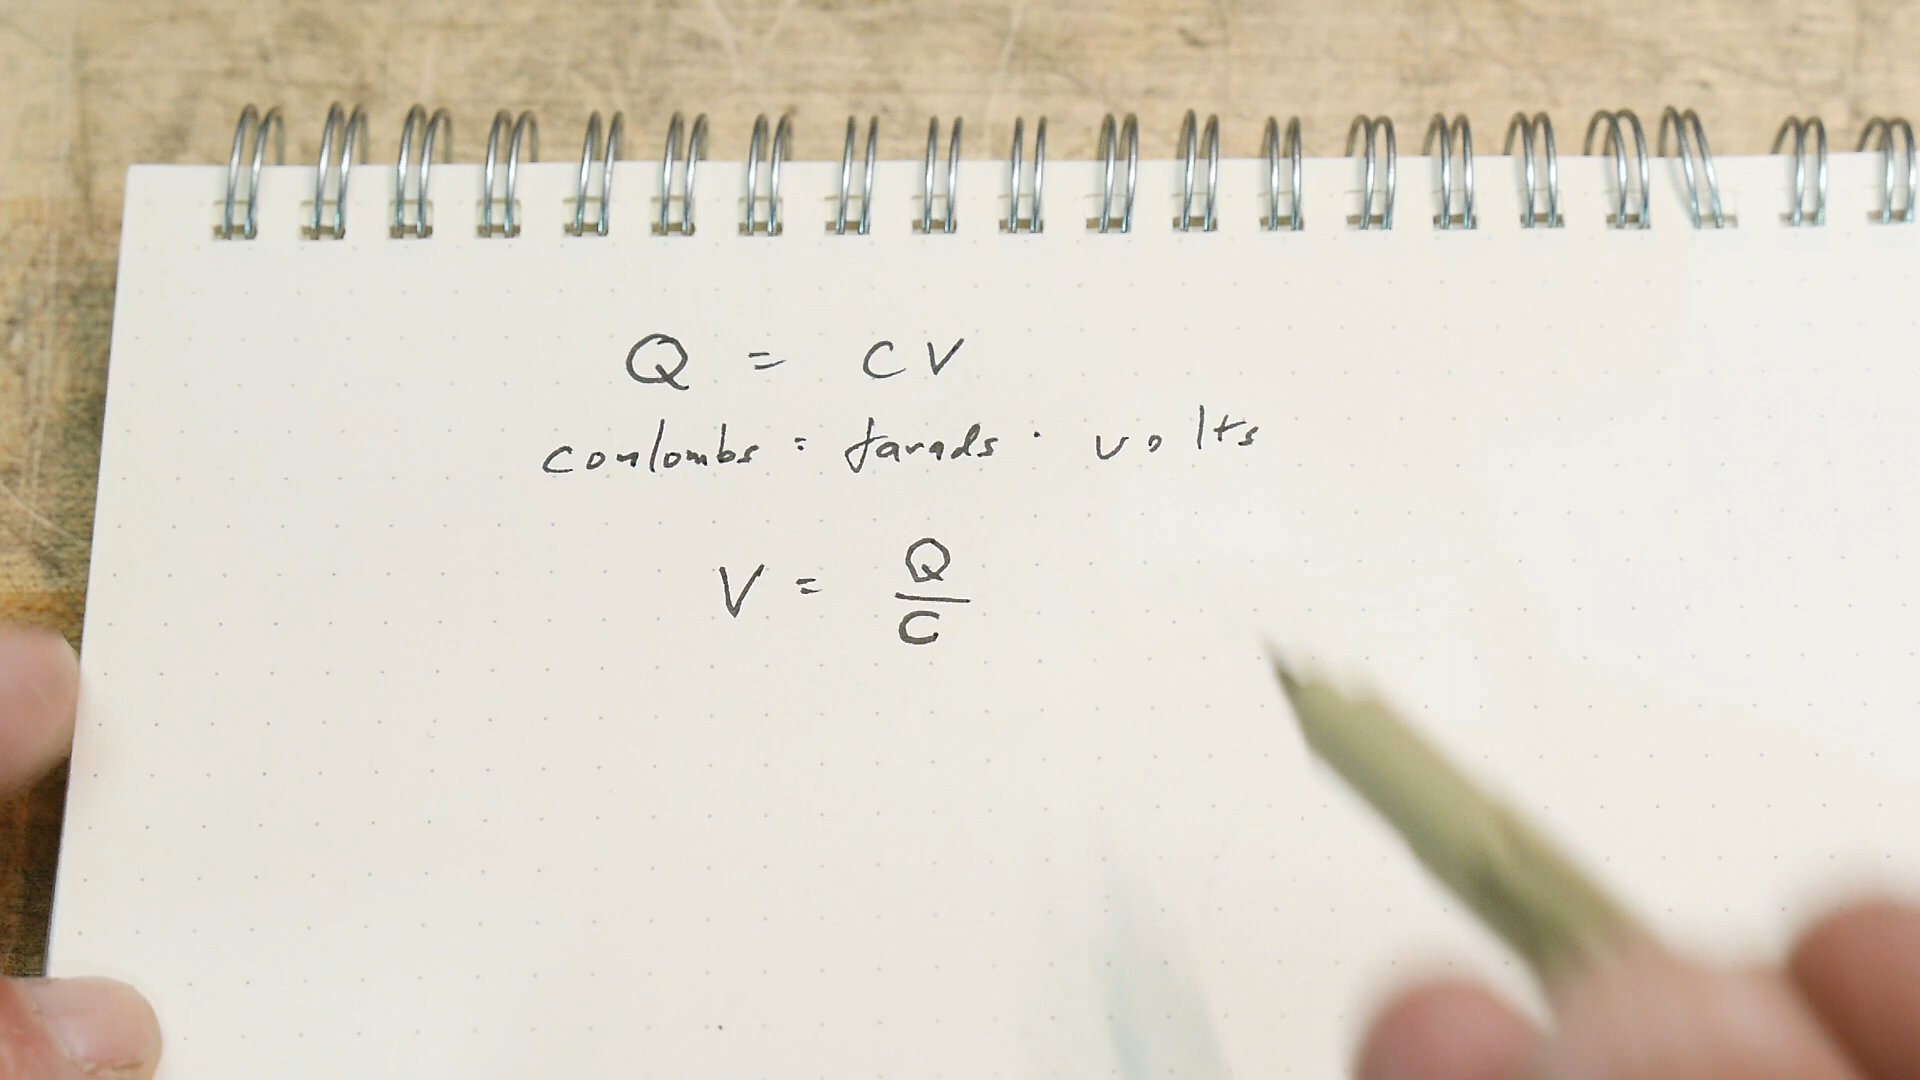 Q = CV
coulombs = farads · volts
V = Q/C